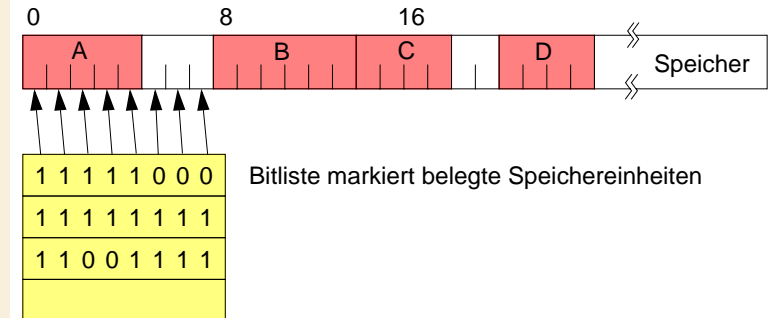 0 8 16
A B C D Speicher
1 1 1 1 1 0 0 0 Bitliste markiert belegte Speichereinheiten
1 1 1 1 1 1 1 1
1 1 0 0 1 1 1 1